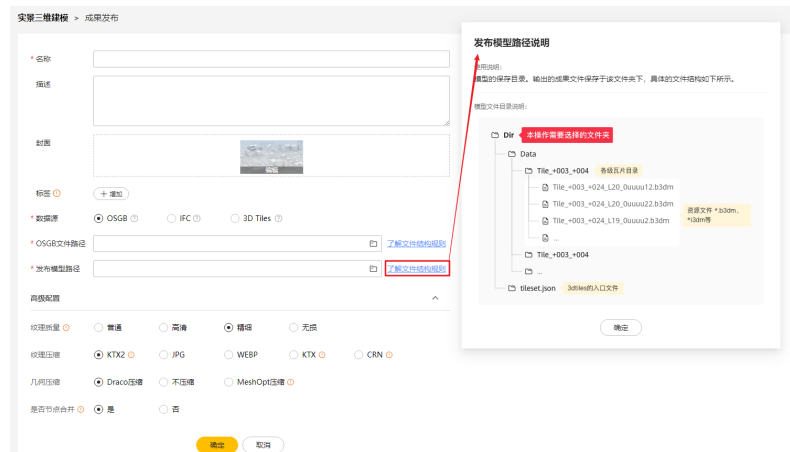 实景三维建模 > 成果发布
* 名称
描述
封面
编辑
标签
+ 增加
* 数据源
OSGB
IFC
3D Tiles
* OSGB文件路径
了解文件结构规则
* 发布模型路径
了解文件结构规则
高级配置
纹理质量
普通
高清
精细
无损
纹理压缩
KTX2
JPG
WEBP
KTX
CRN
几何压缩
Draco压缩
不压缩
MeshOpt压缩
是否节点合并
是
否
确定
取消
发布模型路径说明
使用说明:
模型的保存目录。输出的成果文件保存于该文件夹下，具体的文件结构如下所示。
模型文件目录说明:
Dir
本操作需要选择的文件夹
Data
Tile_+003_+004
各级瓦片目录
Tile_+003_+024_L20_0uuuu12.b3dm
Tile_+003_+024_L20_0uuuu22.b3dm
Tile_+003_+024_L19_0uuuu2.b3dm
...
资源文件 *.b3dm、
*i3dm等
Tile_+003_+004
...
tileset.json
3dtiles的入口文件
确定